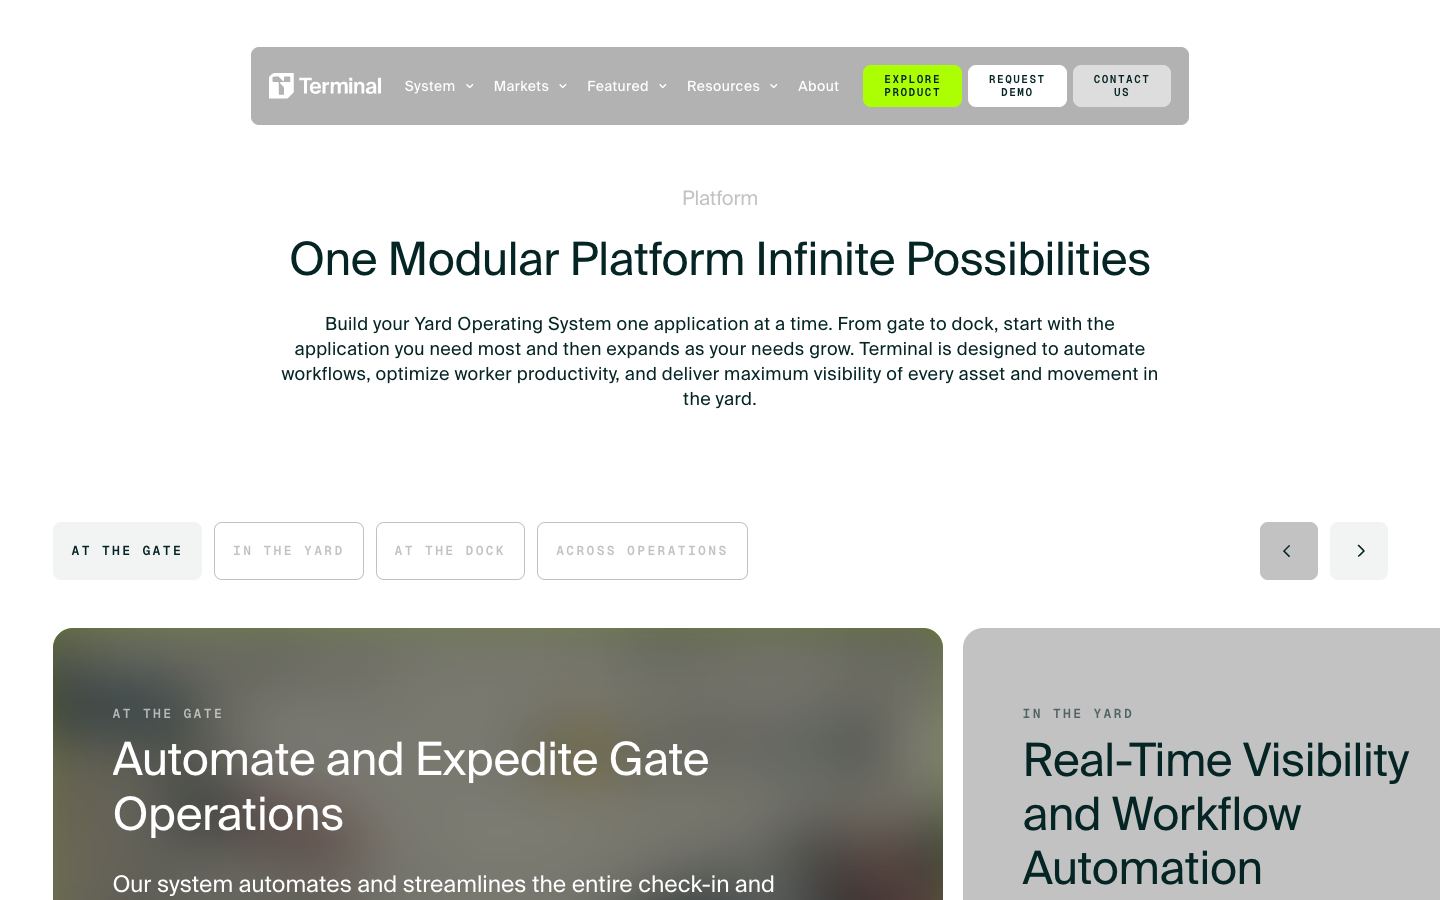 Terminal
System
Markets
Featured
Resources
About
EXPLORE
PRODUCT
REQUEST
DEMO
CONTACT
US
Platform
One Modular Platform Infinite Possibilities
Build your Yard Operating System one application at a time. From gate to dock, start with the
application you need most and then expands as your needs grow. Terminal is designed to automate
workflows, optimize worker productivity, and deliver maximum visibility of every asset and movement in
the yard.
AT THE GATE
IN THE YARD
AT THE DOCK
ACROSS OPERATIONS
AT THE GATE
Automate and Expedite Gate
Operations
Our system automates and streamlines the entire check-in and
IN THE YARD
Real-Time Visibility
and Workflow
Automation